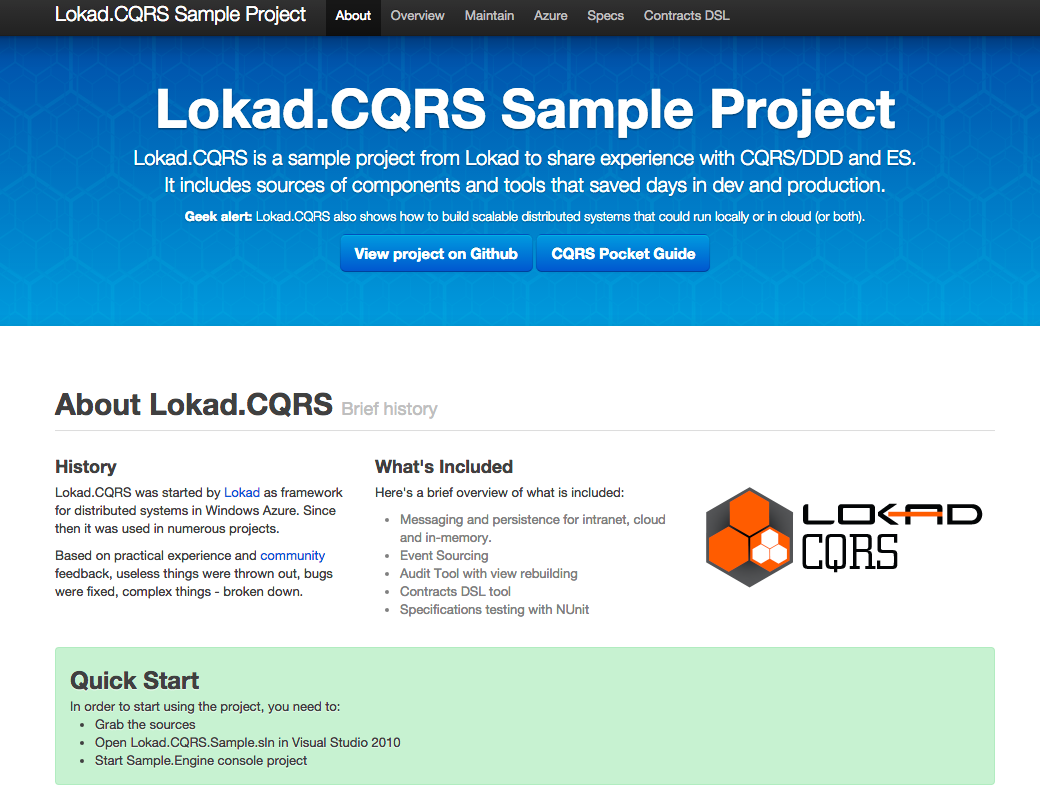 Lokad.CQRS Sample Project About Overview Maintain Azure Specs Contracts DSL
Lokad.CQRS Sample Project
Lokad.CQRS is a sample project from Lokad to share experience with CQRS/DDD and ES.
It includes sources of components and tools that saved days in dev and production.
Geek alert: Lokad.CQRS also shows how to build scalable distributed systems that could run locally or in cloud (or both).
View project on Github CQRS Pocket Guide
About Lokad.CQRS Brief history
History
Lokad.CQRS was started by Lokad as framework
for distributed systems in Windows Azure. Since
then it was used in numerous projects.
Based on practical experience and community
feedback, useless things were thrown out, bugs
were fixed, complex things - broken down.
What's Included
Here's a brief overview of what is included:
• Messaging and persistence for intranet, cloud
and in-memory.
• Event Sourcing
• Audit Tool with view rebuilding
• Contracts DSL tool
• Specifications testing with NUnit
LOKAD
CQRS
Quick Start
In order to start using the project, you need to:
• Grab the sources
• Open Lokad.CQRS.Sample.sln in Visual Studio 2010
• Start Sample.Engine console project